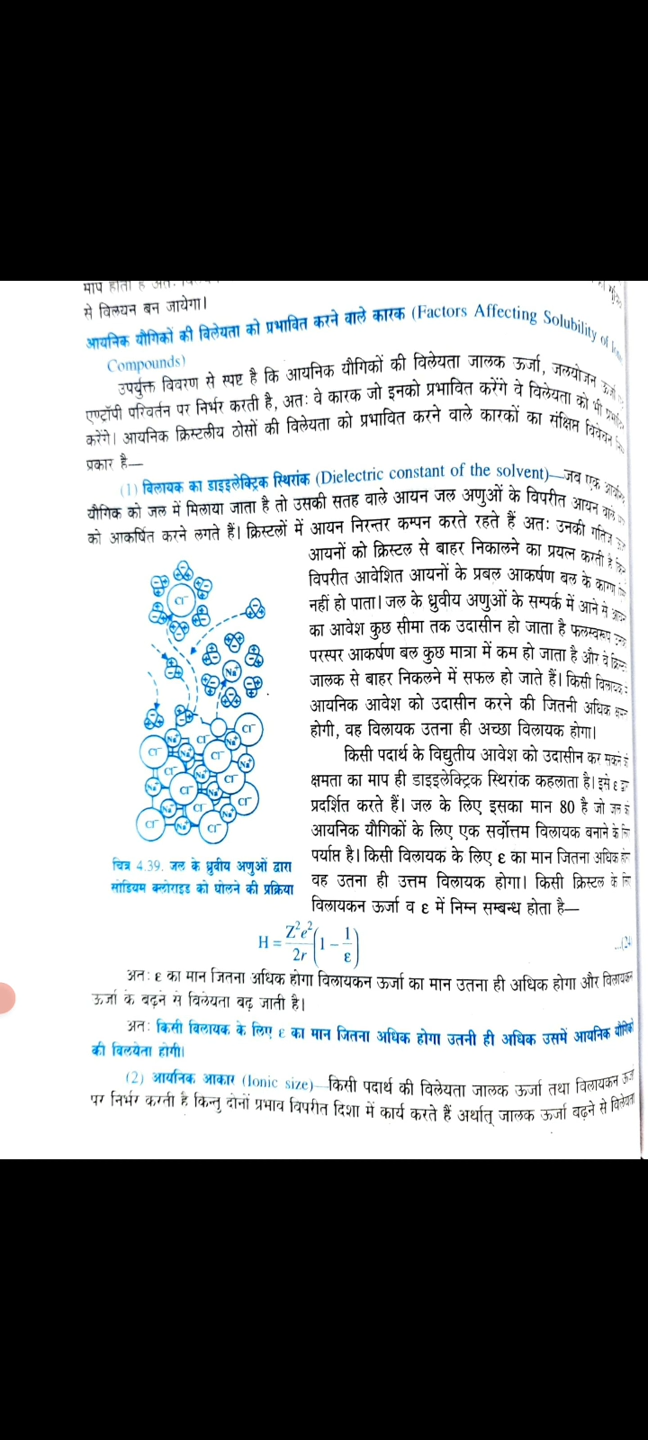 माप होता है अतः
से विलयन बन जायेगा।
आयनिक यौगिकों की विलेयता को प्रभावित करने वाले कारक (Factors Affecting Solubility of
Compounds)
उपर्युक्त विवरण से स्पष्ट है कि आयनिक यौगिकों की विलेयता जालक ऊर्जा, जलयोजन ऊर्जा
एण्ट्रॉपी परिवर्तन पर निर्भर करती है, अतः वे कारक जो इनको प्रभावित करेंगे वे विलेयता को भी
करेंगे। आयनिक क्रिस्टलीय ठोसों की विलेयता को प्रभावित करने वाले कारकों का संक्षिप्त विवेचन
प्रकार है—
(1) विलायक का डाइइलेक्ट्रिक स्थिरांक (Dielectric constant of the solvent)—जब एक
यौगिक को जल में मिलाया जाता है तो उसकी सतह वाले आयन जल अणुओं के विपरीत आयन वाले
को आकर्षित करने लगते हैं। क्रिस्टलों में आयन निरन्तर कम्पन करते रहते हैं अतः उनकी गतिज
आयनों को क्रिस्टल से बाहर निकालने का प्रयत्न करती है
विपरीत आवेशित आयनों के प्रबल आकर्षण बल के कारण
नहीं हो पाता। जल के ध्रुवीय अणुओं के सम्पर्क में आने से
का आवेश कुछ सीमा तक उदासीन हो जाता है फलस्वरूप
परस्पर आकर्षण बल कुछ मात्रा में कम हो जाता है और वे
जालक से बाहर निकलने में सफल हो जाते हैं। किसी विलायक
आयनिक आवेश को उदासीन करने की जितनी अधिक
होगी, वह विलायक उतना ही अच्छा विलायक होगा।
किसी पदार्थ के विद्युतीय आवेश को उदासीन कर सकने
क्षमता का माप ही डाइइलेक्ट्रिक स्थिरांक कहलाता है। इसे ε
प्रदर्शित करते हैं। जल के लिए इसका मान 80 है जो जल
आयनिक यौगिकों के लिए एक सर्वोत्तम विलायक बनाने के
पर्याप्त है। किसी विलायक के लिए ε का मान जितना अधिक
वह उतना ही उत्तम विलायक होगा। किसी क्रिस्टल के
विलायकन ऊर्जा व ε में निम्न सम्बन्ध होता है—
चित्र 4.39. जल के ध्रुवीय अणुओं द्वारा
सोडियम क्लोराइड को घोलने की प्रक्रिया
H = Z²e²/2r (1 − 1/ε)
अतः ε का मान जितना अधिक होगा विलायकन ऊर्जा का मान उतना ही अधिक होगा और विलायकन
ऊर्जा के बढ़ने से विलेयता बढ़ जाती है।
अतः किसी विलायक के लिए ε का मान जितना अधिक होगा उतनी ही अधिक उसमें आयनिक यौगिकों
की विलेयता होगी।
(2) आयनिक आकार (Ionic size)—किसी पदार्थ की विलेयता जालक ऊर्जा तथा विलायकन ऊर्जा
पर निर्भर करती है किन्तु दोनों प्रभाव विपरीत दिशा में कार्य करते हैं अर्थात् जालक ऊर्जा बढ़ने से विलेयता